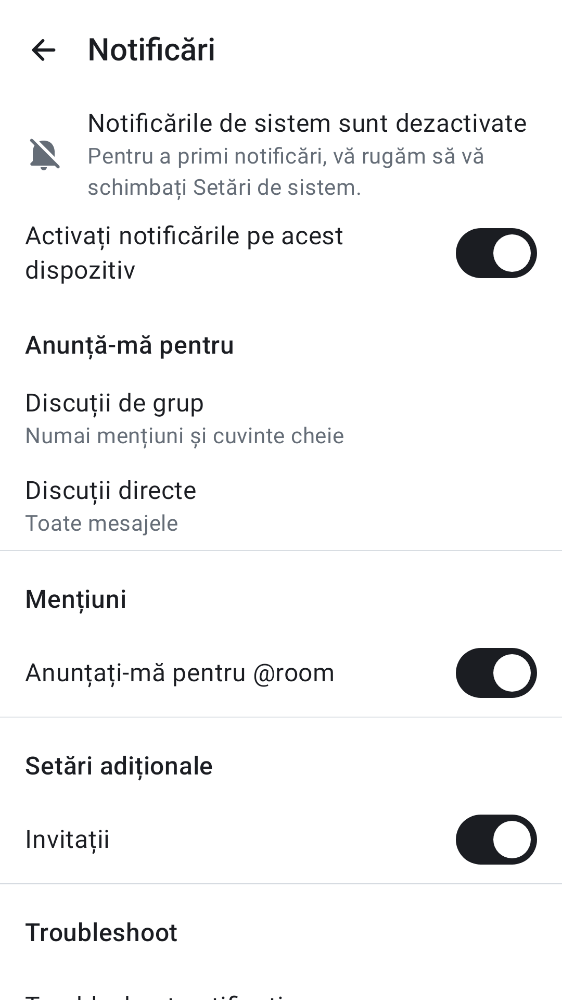 Notificări
Notificările de sistem sunt dezactivate
Pentru a primi notificări, vă rugăm să vă
schimbați Setări de sistem.
Activați notificările pe acest
dispozitiv
Anunță-mă pentru
Discuții de grup
Numai mențiuni și cuvinte cheie
Discuții directe
Toate mesajele
Mențiuni
Anunțați-mă pentru @room
Setări adiționale
Invitații
Troubleshoot